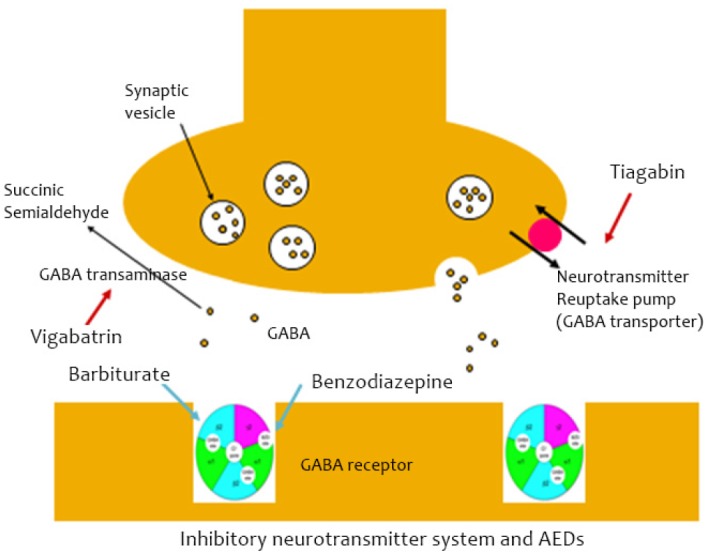 Synaptic
vesicle
Succinic
Semialdehyde
Tiagabin
GABA transaminase
Neurotransmitter
Reuptake pump
(GABA transporter)
Vigabatrin
GABA
Barbiturate
Benzodiazepine
GABA receptor
Inhibitory neurotransmitter system and AEDs